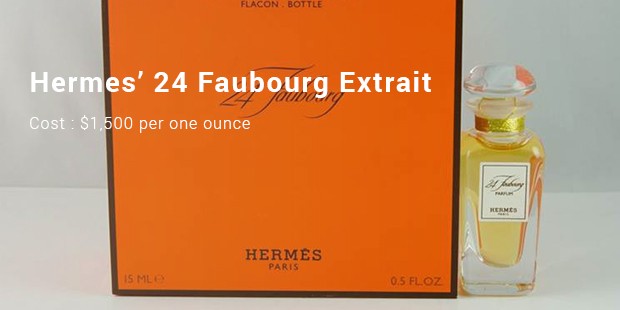 FLACON . BOTTLE
Hermes’ 24 Faubourg Extrait
24 Faubourg
Cost : $1,500 per one ounce
24 Faubourg
PARFUM
HERMÈS
PARIS
HERMÈS
PARIS
15 ML℮
0.5 FL.OZ.